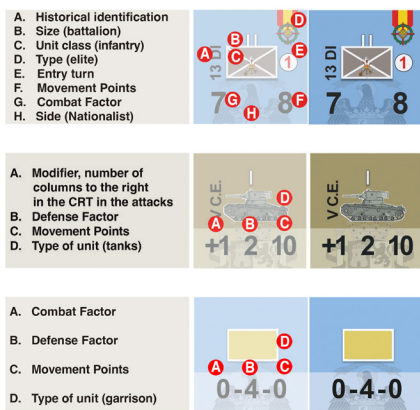 A. Historical identification
B. Size (battalion)
C. Unit class (infantry)
D. Type (elite)
E. Entry turn
F. Movement Points
G. Combat Factor
H. Side (Nationalist)
13 DI
A
B
C
D
E
1
7
G
H
8
F
13 DI
1
7
8
A. Modifier, number of
columns to the right
in the CRT in the attacks
B. Defense Factor
C. Movement Points
D. Type of unit (tanks)
V C.E.
I
D
A
B
C
+1 2 10
V C.E.
I
+1 2 10
A. Combat Factor
B. Defense Factor
C. Movement Points
D. Type of unit (garrison)
D
A
B
C
0-4-0
0-4-0